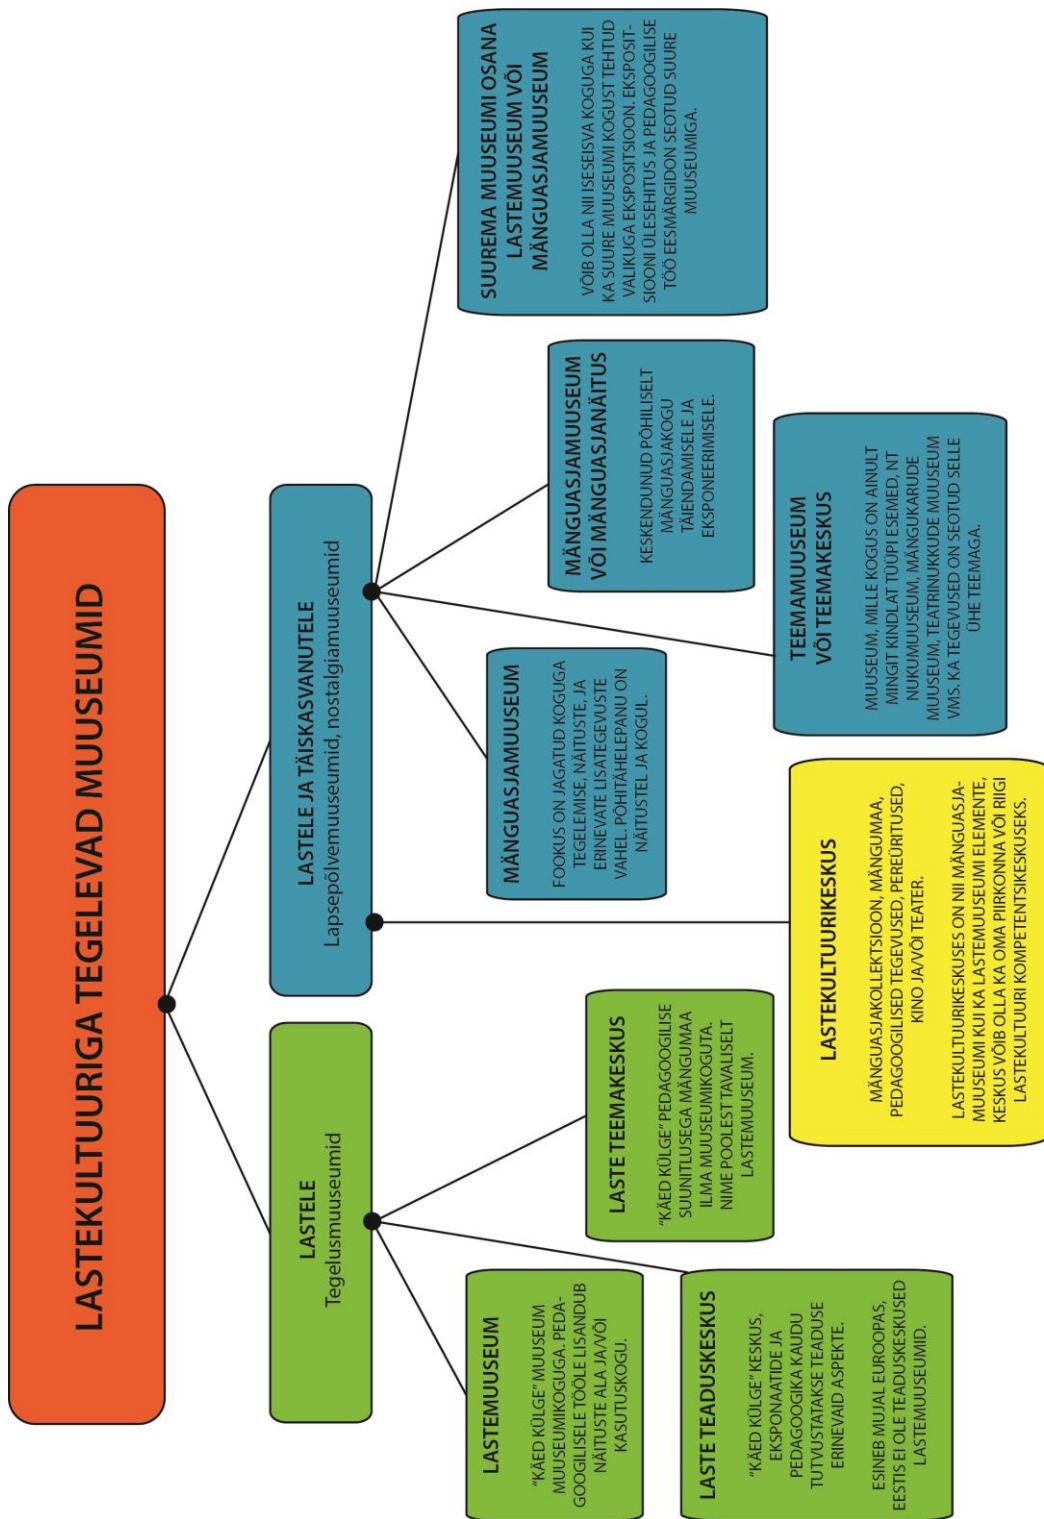 LASTEKULTUURIGA TEGELEVAD MUUSEUMID
LASTELE
Tegelusmuuseumid
LASTEMUUSEUM
"KÄED KÜLGE" MUUSEUM
MUUSEUMIKOGUGA. PEDA-
GOOGILISELE TÖÖLE LISANDUB
NÄITUSTE ALA JA/VÕI
KASUTUSKOGU.
LASTE TEADUSKESKUS
"KÄED KÜLGE" KESKUS,
EKSPONAATIDE JA
PEDAGOOGIKA KAUDU
TUTVUSTATAKSE TEADUSE
ERINEVAID ASPEKTE.
ESINEB MUJAL EUROOPAS,
EESTIS EI OLE TEADUSKESKUSED
LASTEMUUSEUMID.
LASTE TEEMAKESKUS
"KÄED KÜLGE" PEDAGOOGILISE
SUUNITLUSEGA MÄNGUMAA
ILMA MUUSEUMIKOGUTA.
NIME POOLEST TAVALISELT
LASTEMUUSEUM.
LASTELE JA TÄISKASVANUTELE
Lapsepõlvemuuseumid, nostalgiamuuseumid
LASTEKULTUURIKESKUS
MÄNGUASJAKOLLEKTSIOON, MÄNGUMAA,
PEDAGOOGILISED TEGEVUSED, PEREÜRITUSED,
KINO JA/VÕI TEATER.
LASTEKULTUURIKESKUSES ON NII MÄNGUASJA-
MUUSEUMI KUI KA LASTEMUUSEUMI ELEMENTE,
KESKUS VÕIB OLLA KA OMA PIIRKONNA VÕI RIIGI
LASTEKULTUURI KOMPETENTSIKESKUSEKS.
MÄNGUASJAMUUSEUM
FOOKUS ON JAGATUD KOGUGA
TEGELEMISE, NÄITUSTE, JA
ERINEVATE LISATEGEVUSTE
VAHEL. PÕHITÄHELEPANU ON
NÄITUSTEL JA KOGUL.
TEEMAMUUSEUM
VÕI TEEMAKESKUS
MUUSEUM, MILLE KOGUS ON AINULT
MINGIT KINDLAT TÜÜPI ESEMED, NT
NUKUMUUSEUM, MÄNGUKARUDE
MUUSEUM, TEATRINUKKUDE MUUSEUM
VMS. KA TEGEVUSED ON SEOTUD SELLE
ÜHE TEEMAGA.
MÄNGUASJAMUUSEUM
VÕI MÄNGUASJANÄITUS
KESKENDUNUD PÕHILISELT
MÄNGUASJAKOGU
TÄIENDAMISELE JA
EKSPONEERIMISELE.
SUUREMA MUUSEUMI OSANA
LASTEMUUSEUM VÕI
MÄNGUASJAMUUSEUM
VÕIB OLLA NII ISESEISVA KOGUGA KUI
KA SUURE MUUSEUMI KOGUST TEHTUD
VALIKUGA EKSPOSITSIOON. EKSPOSIT-
SIOONI ÜLESEHITUS JA PEDAGOOGILISE
TÖÖ EESMÄRGIDON SEOTUD SUURE
MUUSEUMIGA.